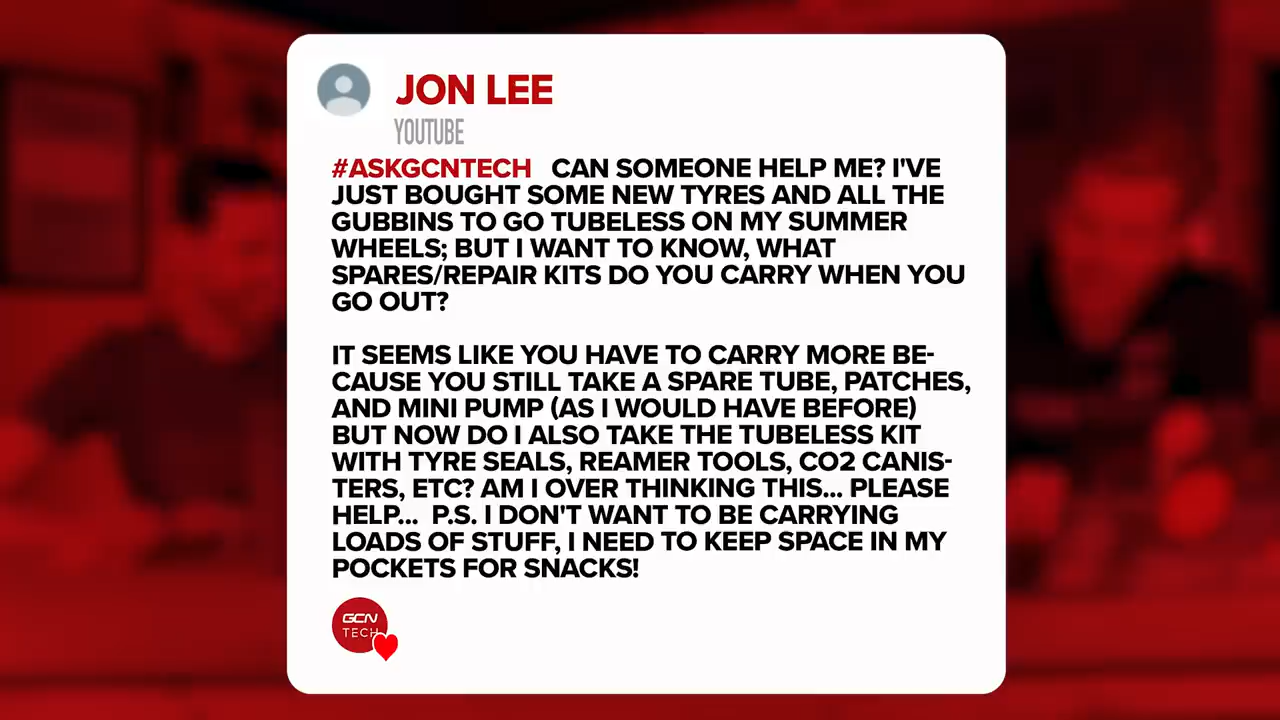 JON LEE
YOUTUBE
#ASKGCNTECH CAN SOMEONE HELP ME? I'VE
JUST BOUGHT SOME NEW TYRES AND ALL THE
GUBBINS TO GO TUBELESS ON MY SUMMER
WHEELS; BUT I WANT TO KNOW, WHAT
SPARES/REPAIR KITS DO YOU CARRY WHEN YOU
GO OUT?
IT SEEMS LIKE YOU HAVE TO CARRY MORE BE-
CAUSE YOU STILL TAKE A SPARE TUBE, PATCHES,
AND MINI PUMP (AS I WOULD HAVE BEFORE)
BUT NOW DO I ALSO TAKE THE TUBELESS KIT
WITH TYRE SEALS, REAMER TOOLS, CO2 CANIS-
TERS, ETC? AM I OVER THINKING THIS... PLEASE
HELP... P.S. I DON'T WANT TO BE CARRYING
LOADS OF STUFF, I NEED TO KEEP SPACE IN MY
POCKETS FOR SNACKS!
GCN
TECH